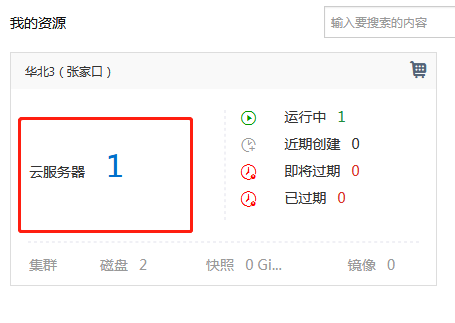 我的资源
输入要搜索的内容
华北3（张家口）
云服务器 1
运行中 1
近期创建 0
即将过期 0
已过期 0
集群 磁盘 2 快照 0 Gi... 镜像 0